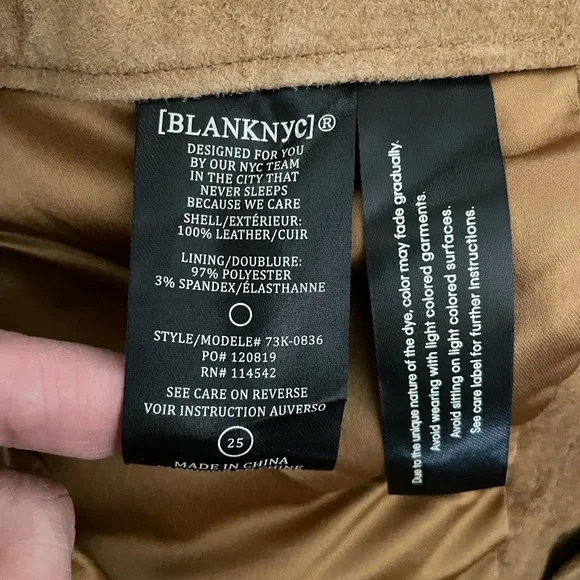 [BLANKNYC]®
DESIGNED FOR YOU
BY OUR NYC TEAM
IN THE CITY THAT
NEVER SLEEPS
BECAUSE WE CARE
SHELL/EXTÉRIEUR:
100% LEATHER/CUIR
LINING/DOUBLURE:
97% POLYESTER
3% SPANDEX/ÉLASTHANNE
STYLE/MODELE# 73K-0836
PO# 120819
RN# 114542
SEE CARE ON REVERSE
VOIR INSTRUCTION AUVERSO
25
MADE IN CHINA
Due to the unique nature of the dye, color may fade gradually.
Avoid wearing with light colored garments.
Avoid sitting on light colored surfaces.
See care label for further instructions.